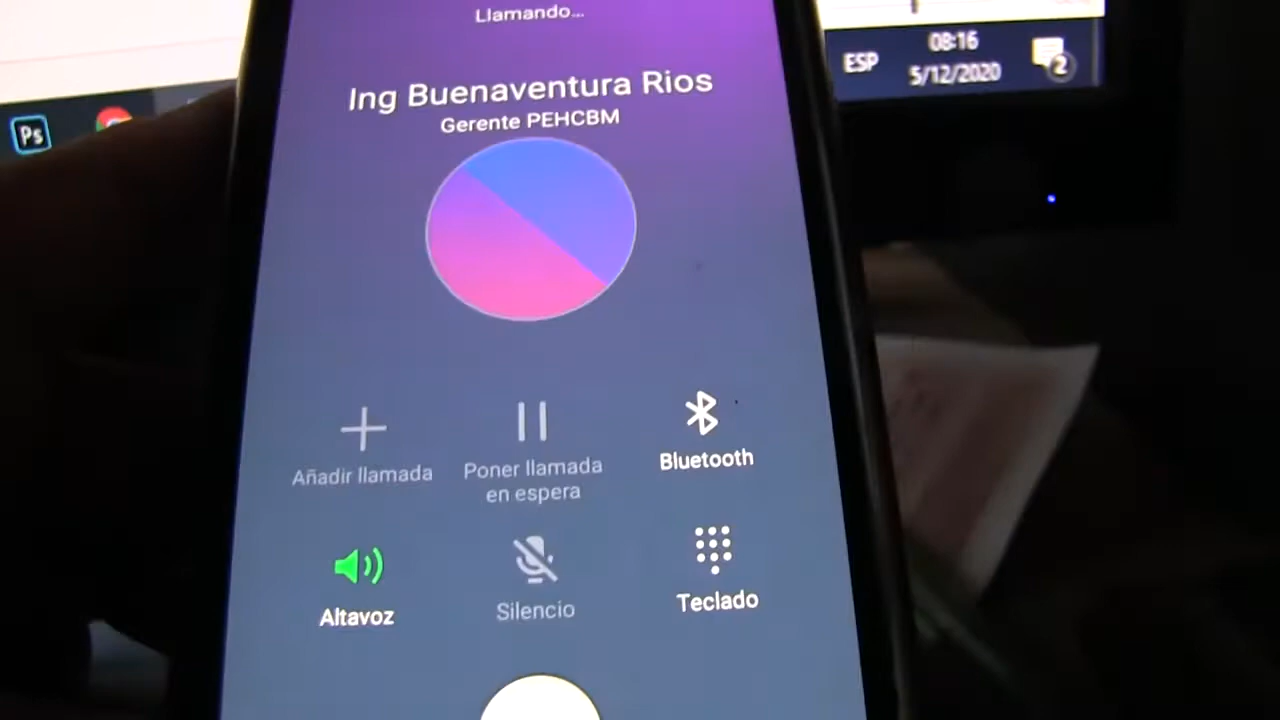 Llamando...
Ing Buenaventura Rios
Gerente PEHCBM
Añadir llamada
Poner llamada
en espera
Bluetooth
Altavoz
Silencio
Teclado
Ps
ESP
08:16
5/12/2020
2